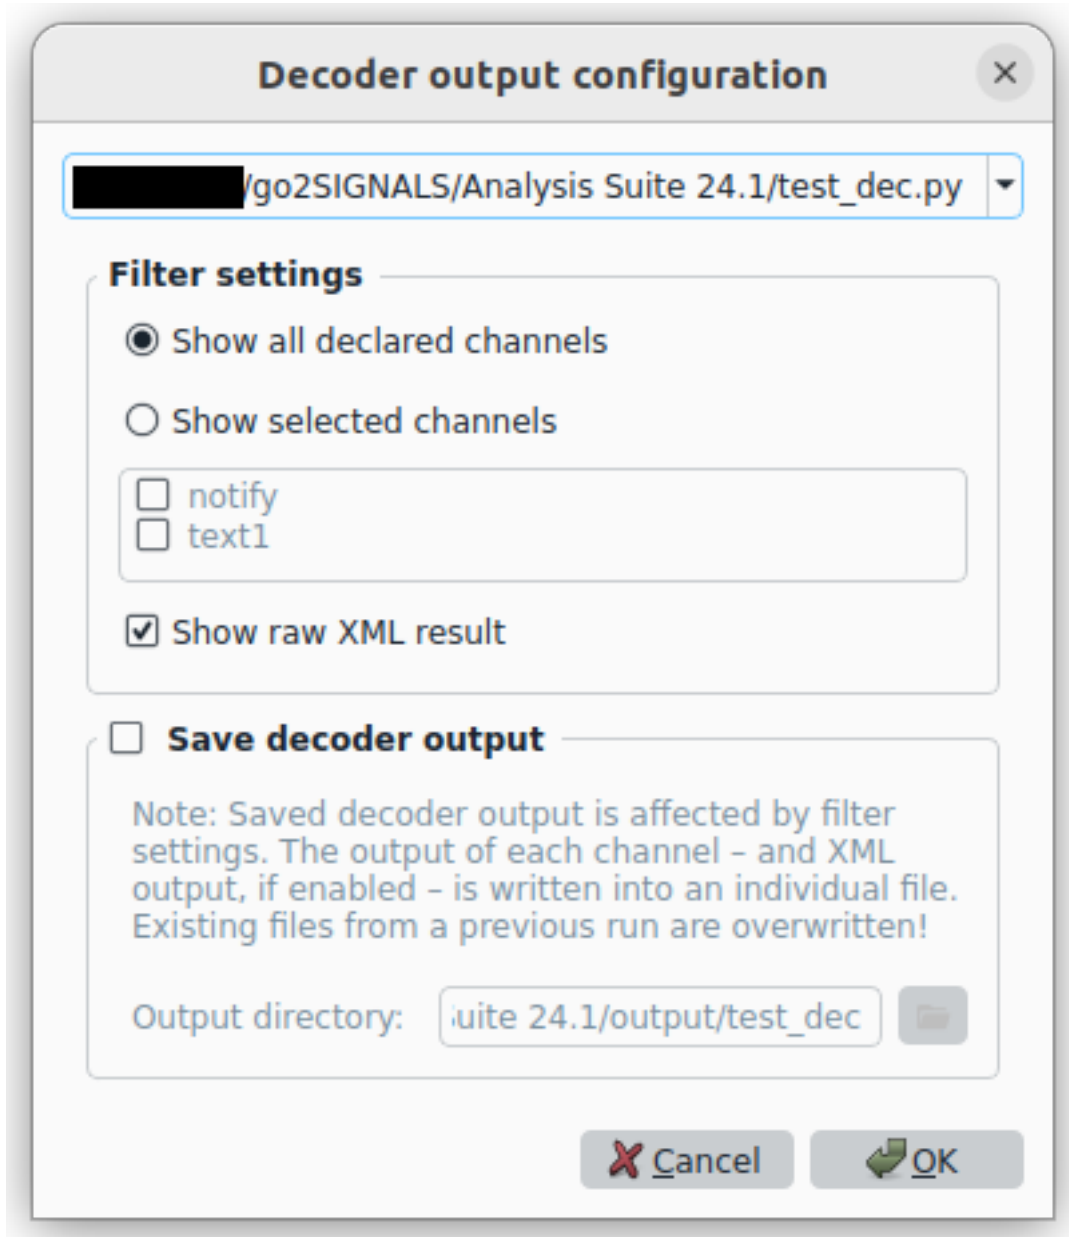 Decoder output configuration
/go2SIGNALS/Analysis Suite 24.1/test_dec.py
Filter settings
Show all declared channels
Show selected channels
notify
text1
Show raw XML result
Save decoder output
Note: Saved decoder output is affected by filter
settings. The output of each channel – and XML
output, if enabled – is written into an individual file.
Existing files from a previous run are overwritten!
Output directory: uite 24.1/output/test_dec
Cancel OK